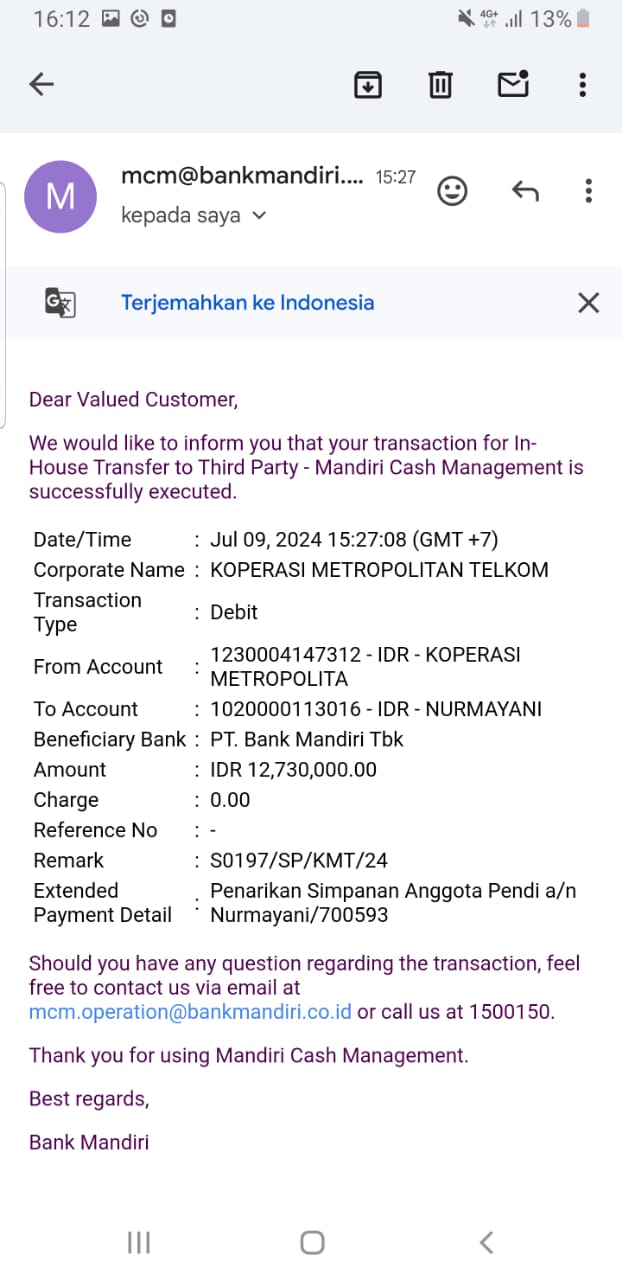 16:12 4G+ 13%
M mcm@bankmandiri.... 15:27
kepada saya
Terjemahkan ke Indonesia
Dear Valued Customer,
We would like to inform you that your transaction for In-
House Transfer to Third Party - Mandiri Cash Management is
successfully executed.
Date/Time : Jul 09, 2024 15:27:08 (GMT +7)
Corporate Name : KOPERASI METROPOLITAN TELKOM
Transaction
Type : Debit
From Account : 1230004147312 - IDR - KOPERASI
METROPOLITA
To Account : 1020000113016 - IDR - NURMAYANI
Beneficiary Bank : PT. Bank Mandiri Tbk
Amount : IDR 12,730,000.00
Charge : 0.00
Reference No : -
Remark : S0197/SP/KMT/24
Extended
Payment Detail : Penarikan Simpanan Anggota Pendi a/n
Nurmayani/700593
Should you have any question regarding the transaction, feel
free to contact us via email at
mcm.operation@bankmandiri.co.id or call us at 1500150.
Thank you for using Mandiri Cash Management.
Best regards,
Bank Mandiri